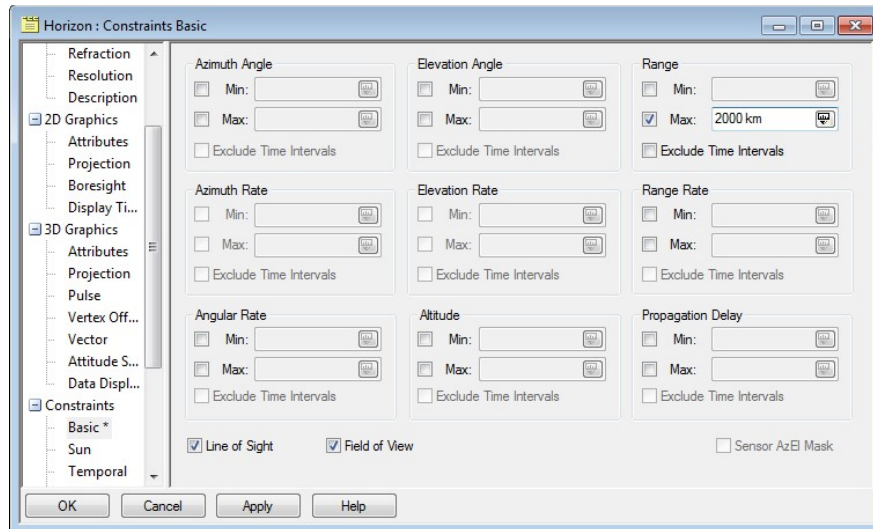 Horizon : Constraints Basic
Refraction
Resolution
Description
2D Graphics
Attributes
Projection
Boresight
Display Ti...
3D Graphics
Attributes
Projection
Pulse
Vertex Off...
Vector
Attitude S...
Data Displ...
Constraints
Basic *
Sun
Temporal
Azimuth Angle
Min:
Max:
Exclude Time Intervals
Elevation Angle
Min:
Max:
Exclude Time Intervals
Range
Min:
Max: 2000 km
Exclude Time Intervals
Azimuth Rate
Min:
Max:
Exclude Time Intervals
Elevation Rate
Min:
Max:
Exclude Time Intervals
Range Rate
Min:
Max:
Exclude Time Intervals
Angular Rate
Min:
Max:
Exclude Time Intervals
Altitude
Min:
Max:
Exclude Time Intervals
Propagation Delay
Min:
Max:
Exclude Time Intervals
Line of Sight
Field of View
Sensor AzEl Mask
OK
Cancel
Apply
Help